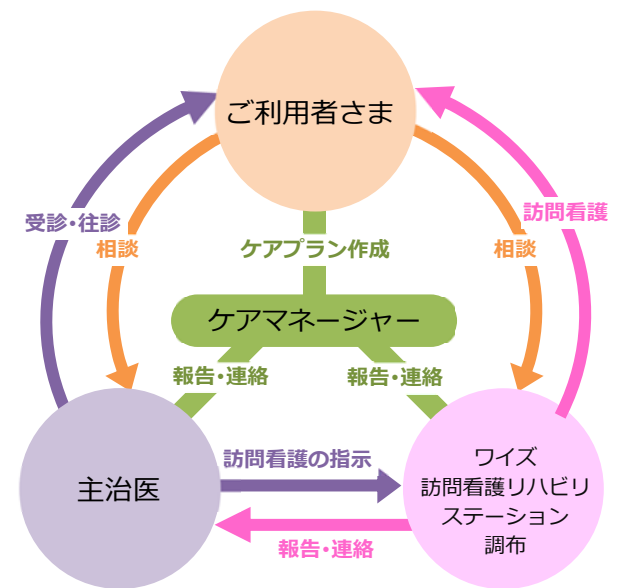 ご利用者さま
受診・往診
相談
ケアプラン作成
相談
訪問看護
ケアマネージャー
報告・連絡
報告・連絡
主治医
訪問看護の指示
報告・連絡
ワイズ
訪問看護リハビリ
ステーション
調布